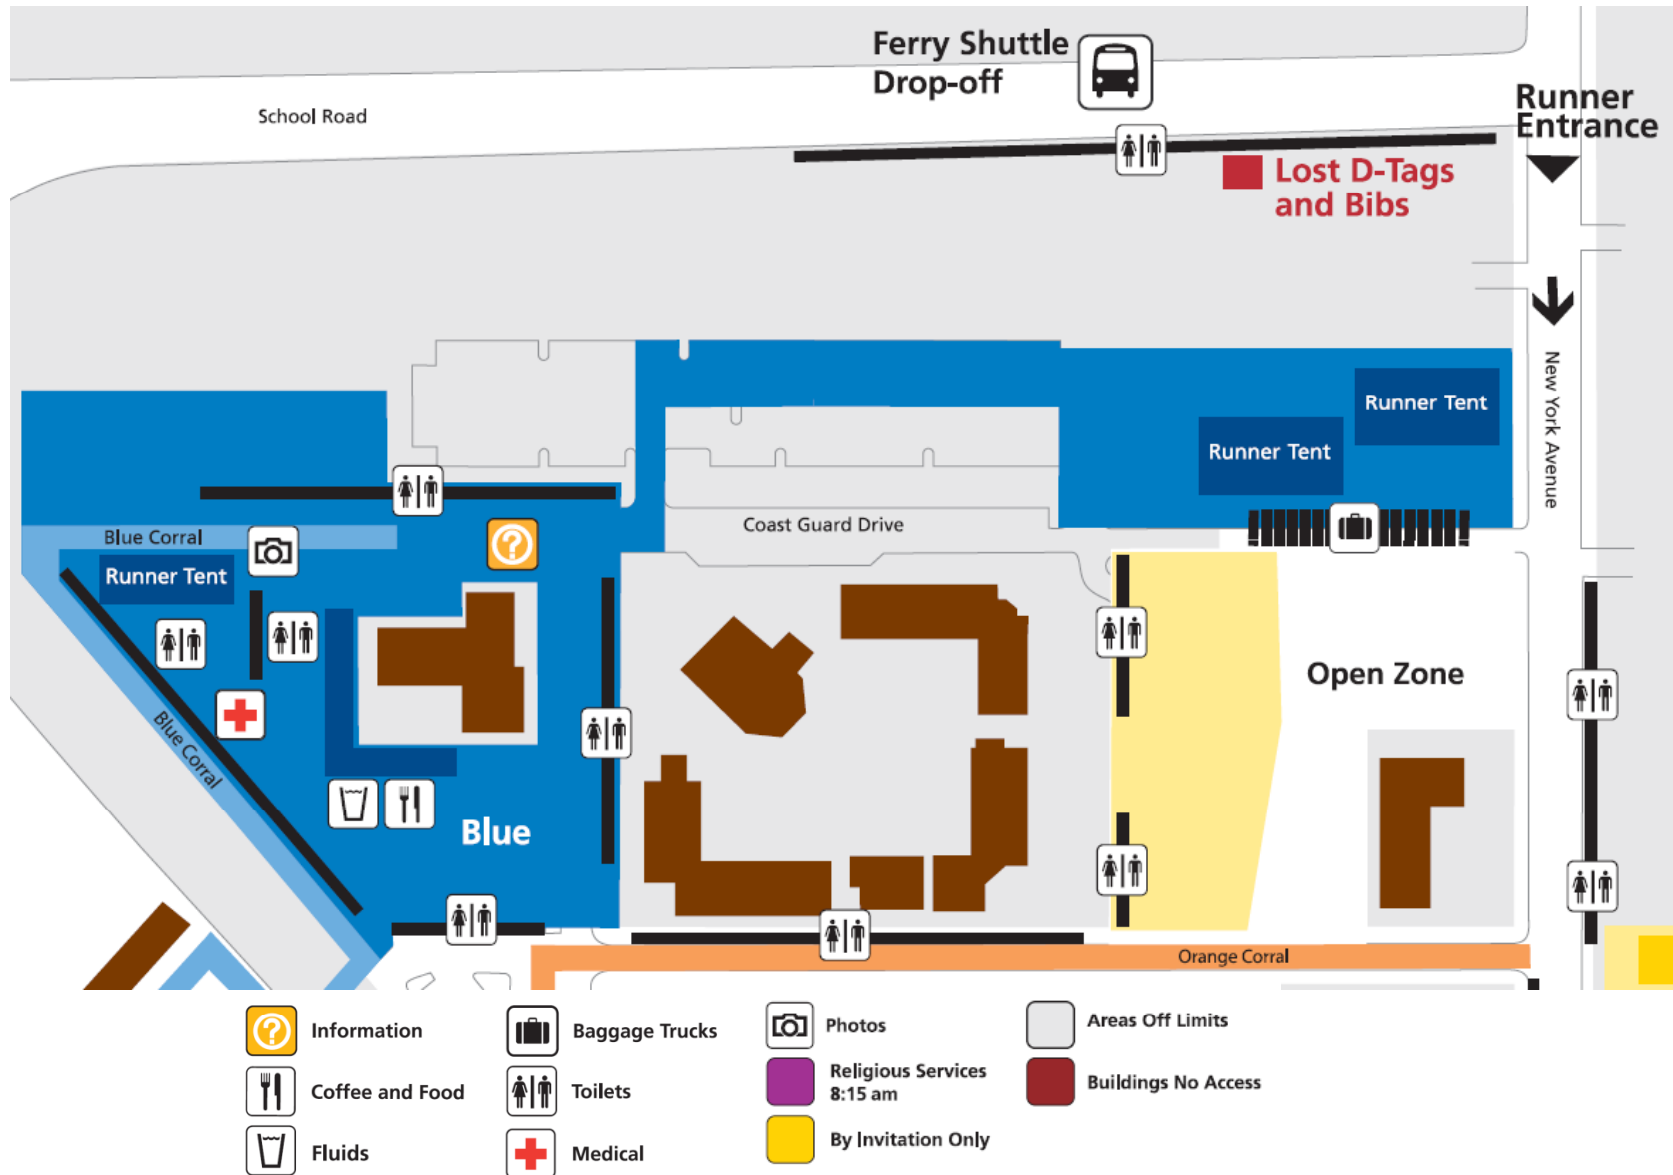 Ferry Shuttle
Drop-off
School Road
Runner
Entrance
Lost D-Tags
and Bibs
New York Avenue
Runner Tent
Runner Tent
Coast Guard Drive
Blue Corral
Runner Tent
Open Zone
Blue Corral
Blue
Orange Corral
Information
Baggage Trucks
Photos
Areas Off Limits
Coffee and Food
Toilets
Religious Services
8:15 am
Buildings No Access
Fluids
Medical
By Invitation Only